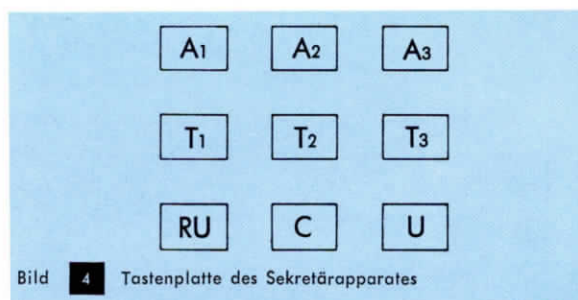 A1 A2 A3
T1 T2 T3
RU C U
Bild 4 Tastenplatte des Sekretärapparates